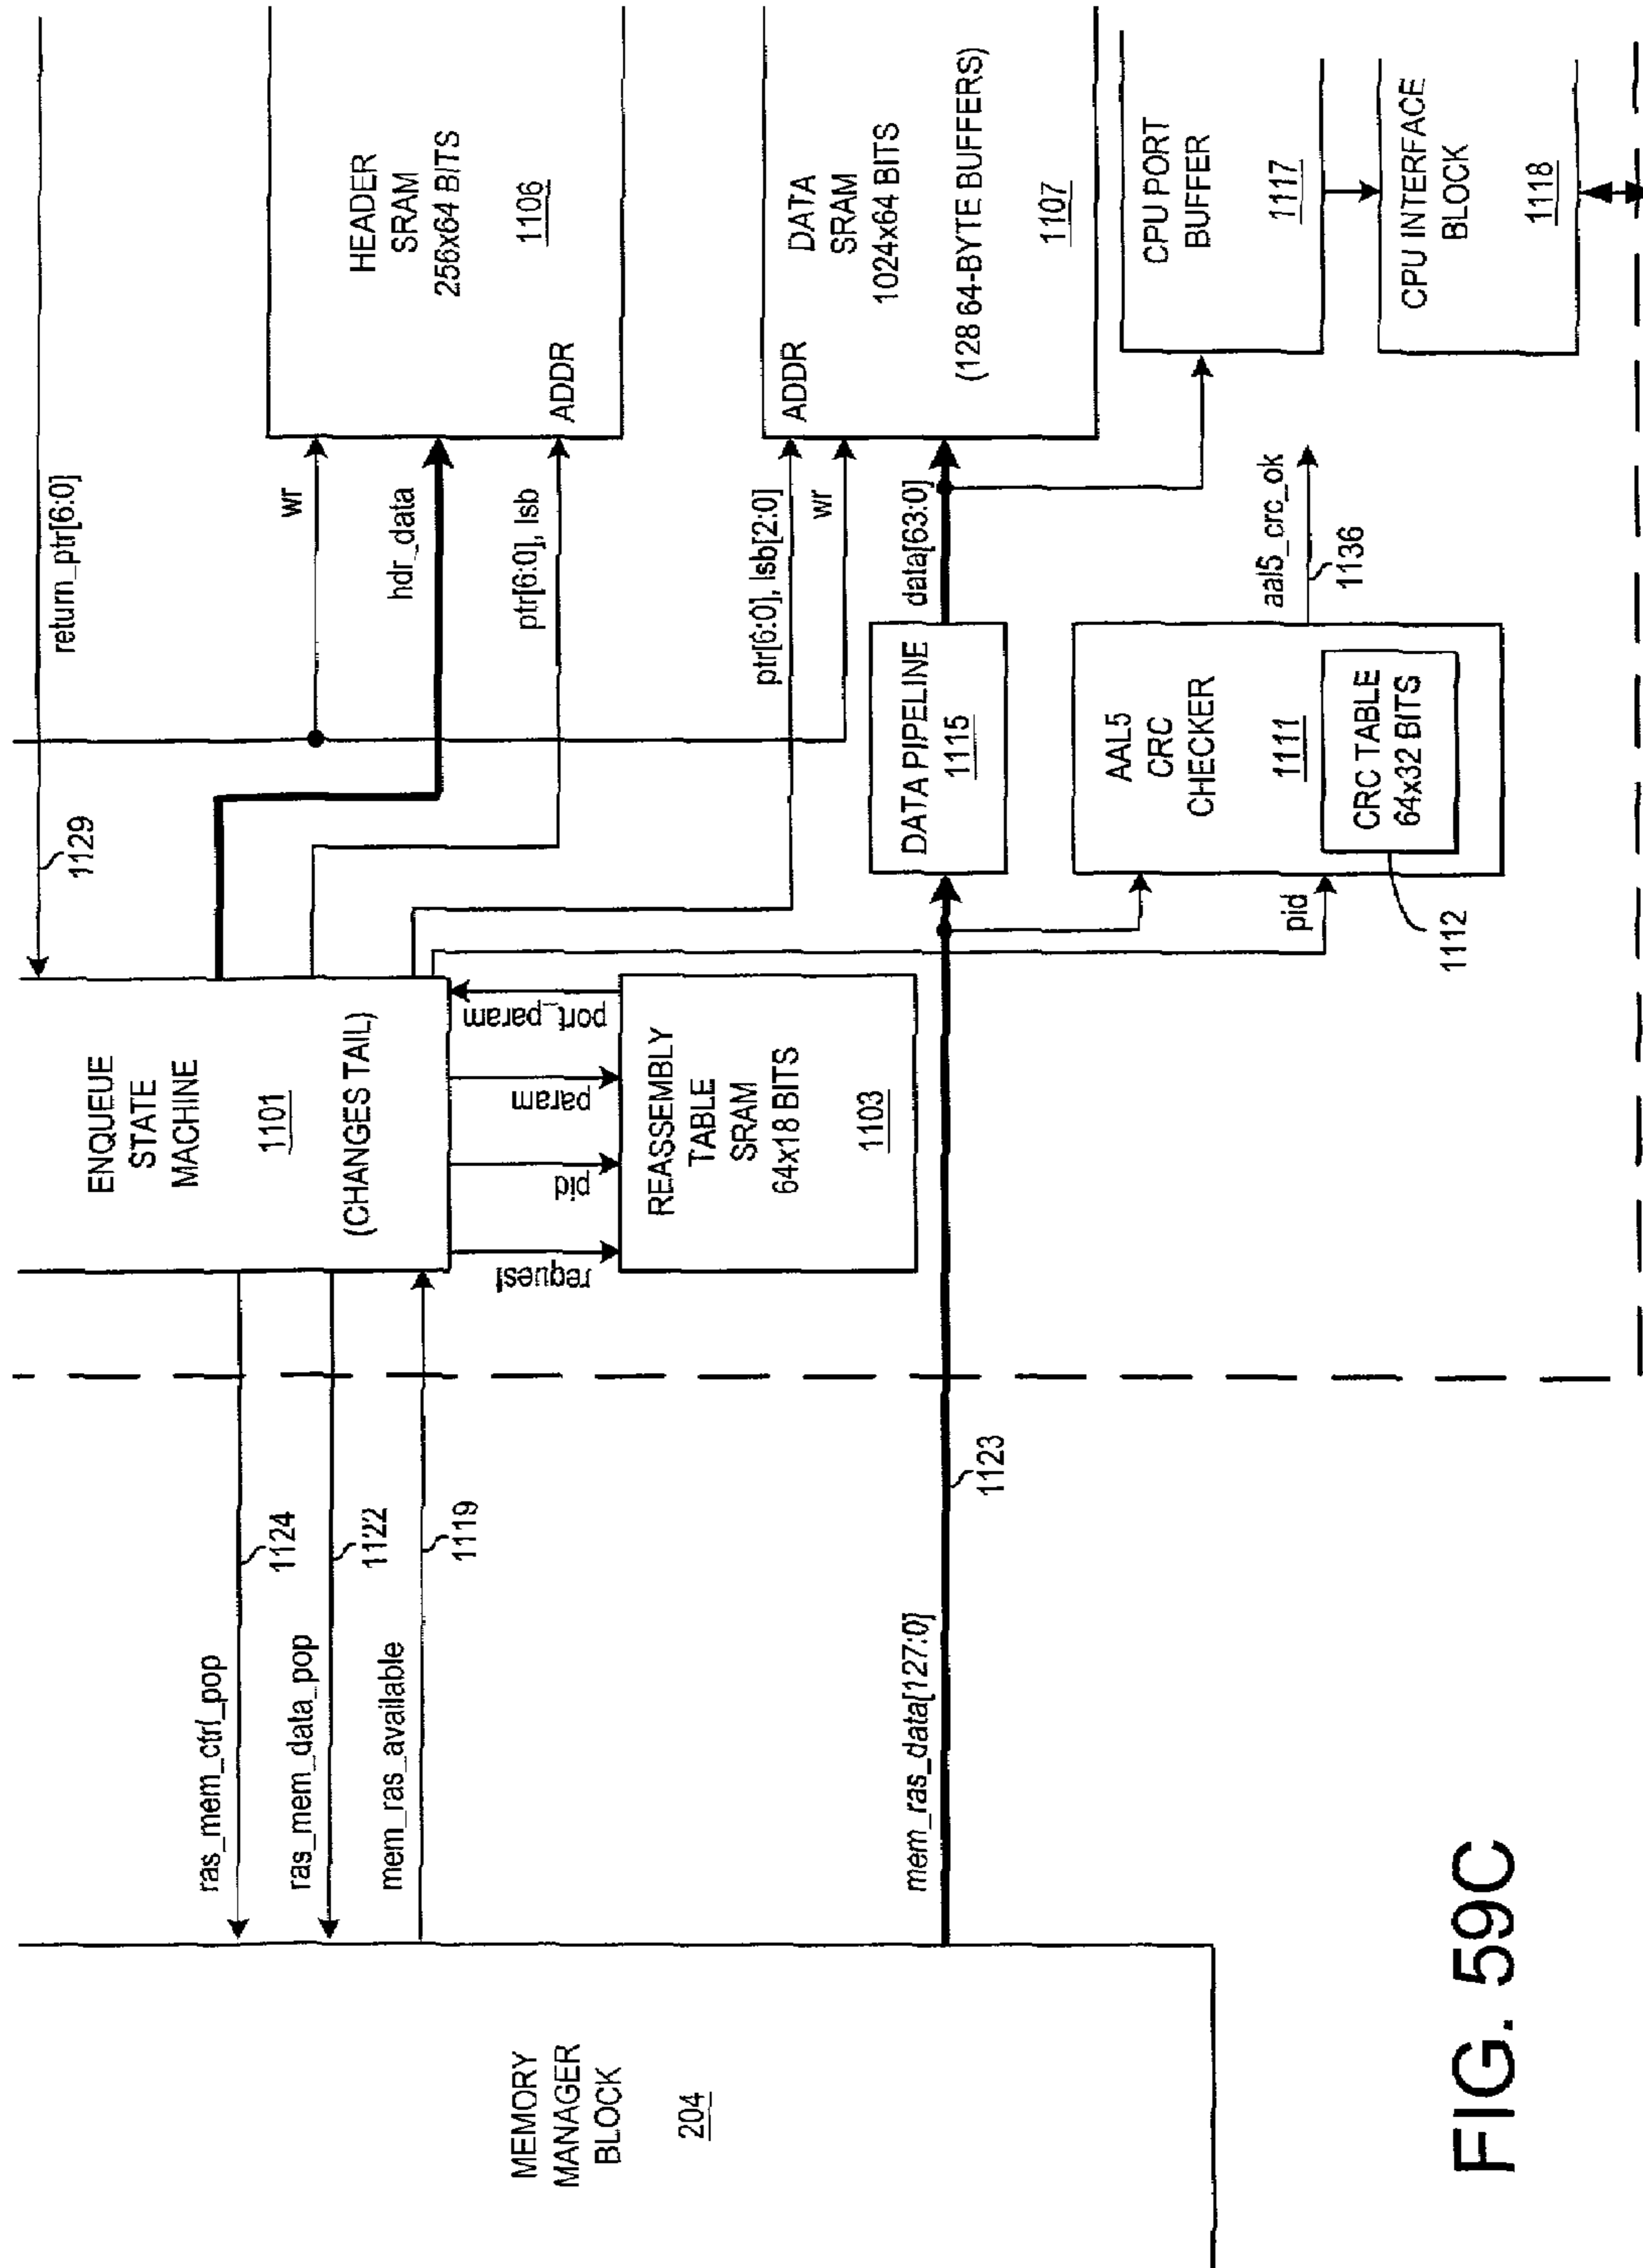 MEMORY
MANAGER
BLOCK
204
ras_mem_ctrl_pop
1124
ras_mem_data_pop
1122
mem_ras_available
1119
mem_ras_data[127:0]
1123
ENQUEUE
STATE
MACHINE
1101
(CHANGES TAIL)
request
pid
param
port_param
REASSEMBLY
TABLE
SRAM
64x18 BITS
1103
return_ptr[6:0]
1129
wr
hdr_data
ptr[6:0], lsb
ptr[6:0], lsb[2:0]
wr
DATA PIPELINE
1115
data[63:0]
pid
AAL5
CRC
CHECKER
1111
CRC TABLE
64x32 BITS
1112
aal5_crc_ok
1136
HEADER
SRAM
256x64 BITS
1106
ADDR
ADDR
DATA
SRAM
1024x64 BITS
(128 64-BYTE BUFFERS)
1107
CPU PORT
BUFFER
1117
CPU INTERFACE
BLOCK
1118
FIG. 59C